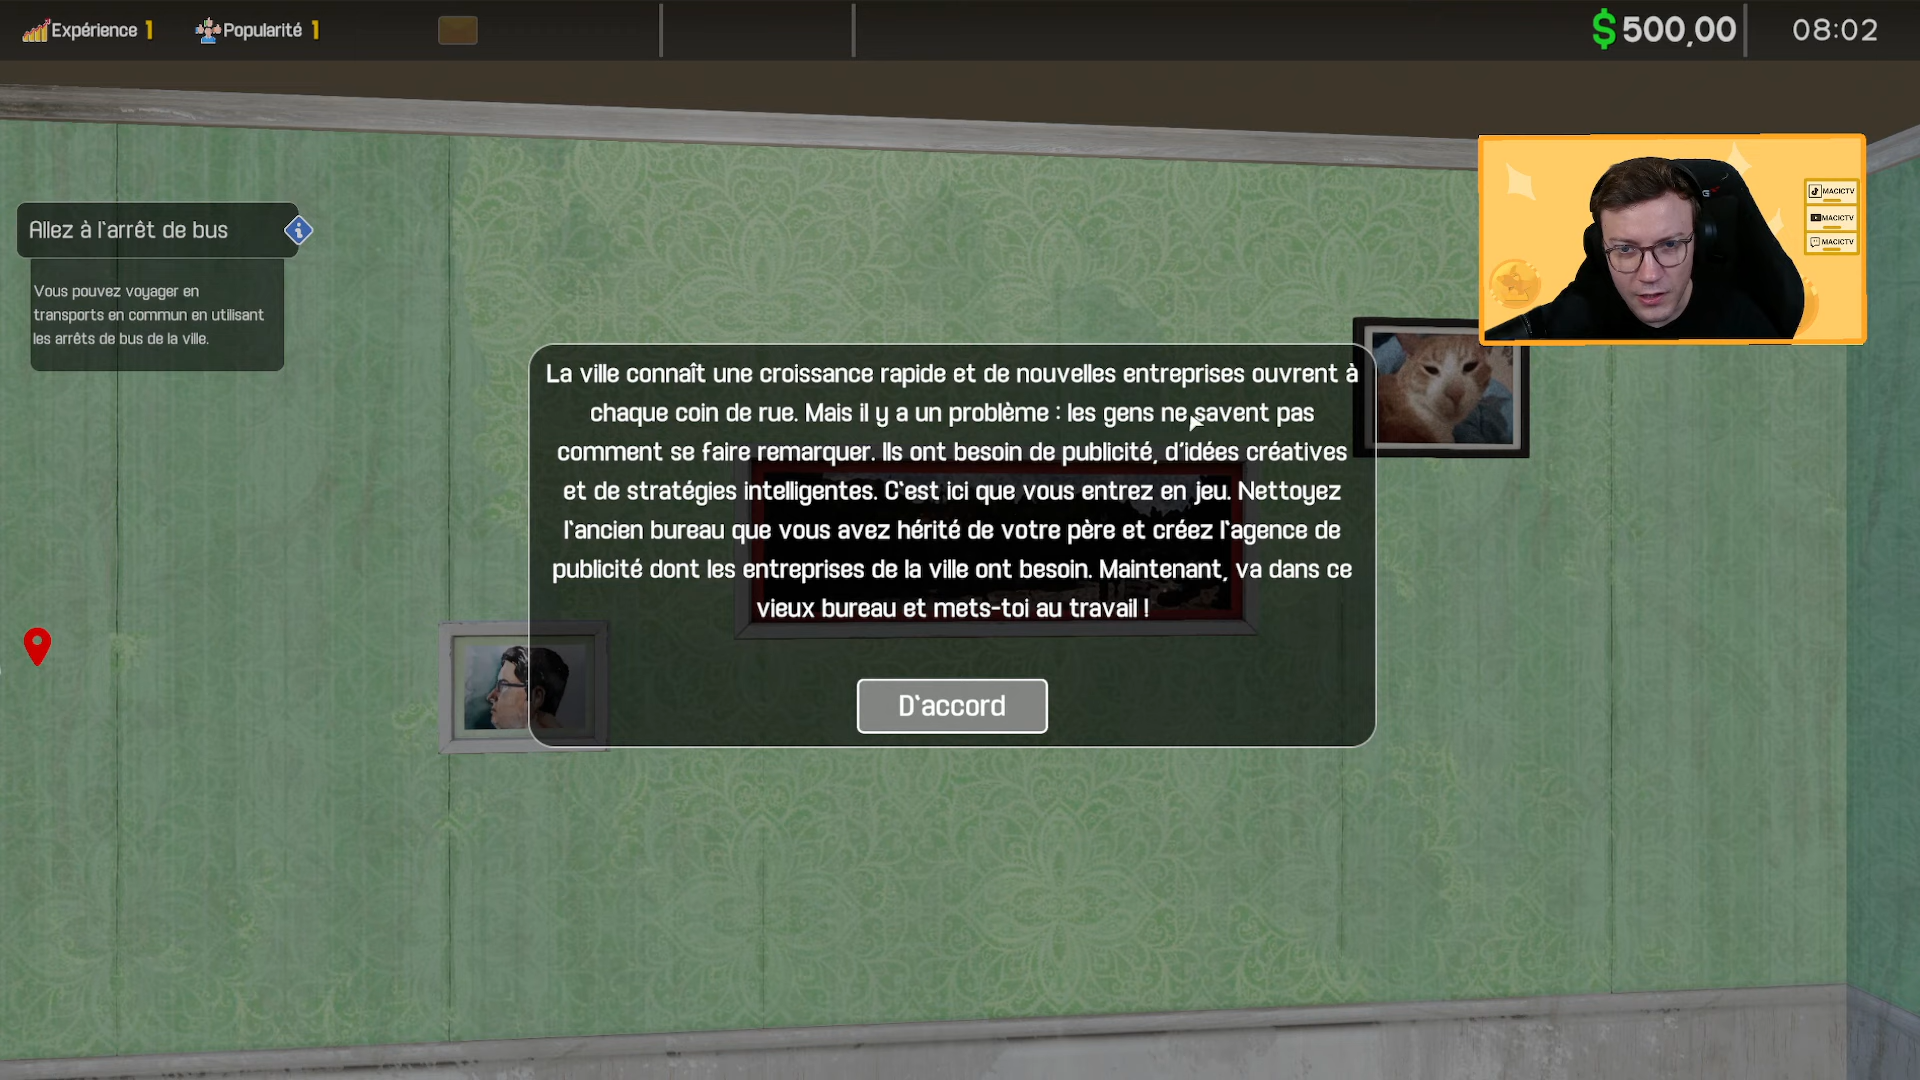 Expérience 1
Popularité 1
$ 500,00
08:02
MACICTV
MACICTV
MACICTV
Allez à l'arrêt de bus
Vous pouvez voyager en
transports en commun en utilisant
les arrêts de bus de la ville.
La ville connaît une croissance rapide et de nouvelles entreprises ouvrent à
chaque coin de rue. Mais il y a un problème : les gens ne savent pas
comment se faire remarquer. Ils ont besoin de publicité, d'idées créatives
et de stratégies intelligentes. C'est ici que vous entrez en jeu. Nettoyez
l'ancien bureau que vous avez hérité de votre père et créez l'agence de
publicité dont les entreprises de la ville ont besoin. Maintenant, va dans ce
vieux bureau et mets-toi au travail !
D'accord